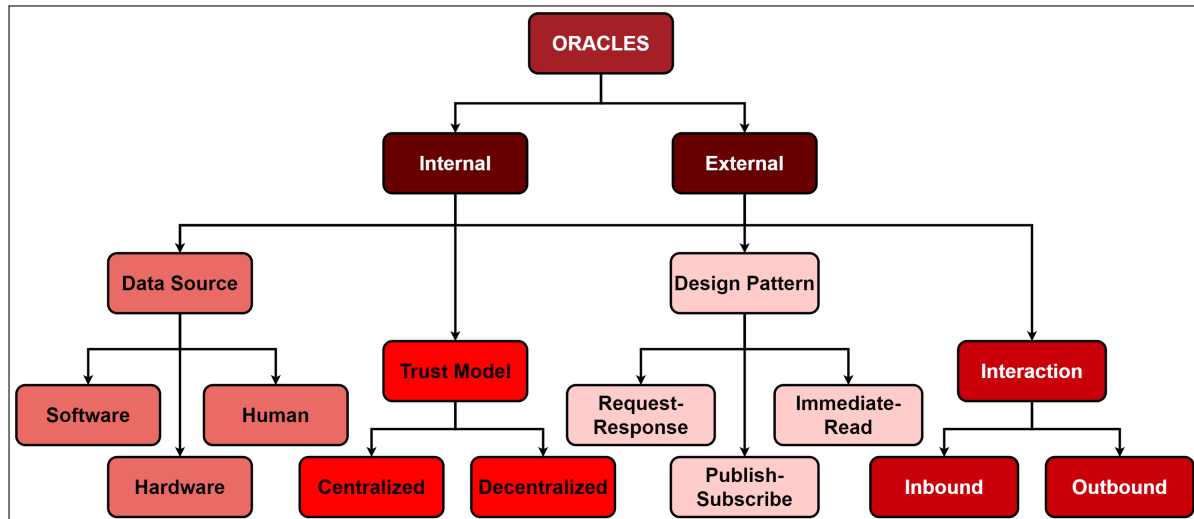 ORACLES
Internal
External
Data Source
Design Pattern
Trust Model
Interaction
Software
Human
Request-
Response
Immediate-
Read
Hardware
Centralized
Decentralized
Publish-
Subscribe
Inbound
Outbound